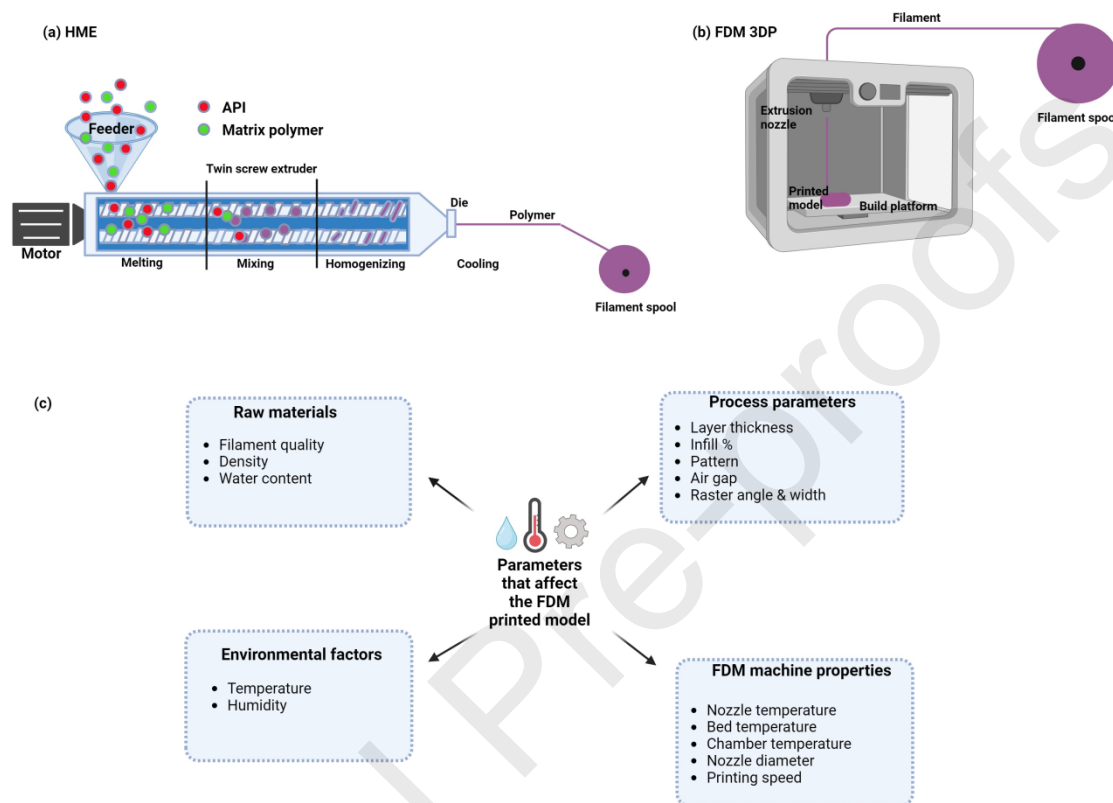 (a) HME
API
Matrix polymer
Feeder
Twin screw extruder
Motor
Melting
Mixing
Homogenizing
Die
Cooling
Polymer
Filament spool
(b) FDM 3DP
Filament
Filament spool
Extrusion
nozzle
Printed
model
Build platform
(c)
Raw materials
• Filament quality
• Density
• Water content
Process parameters
• Layer thickness
• Infill %
• Pattern
• Air gap
• Raster angle & width
Parameters
that affect
the FDM
printed model
Environmental factors
• Temperature
• Humidity
FDM machine properties
• Nozzle temperature
• Bed temperature
• Chamber temperature
• Nozzle diameter
• Printing speed
Pre-proofs